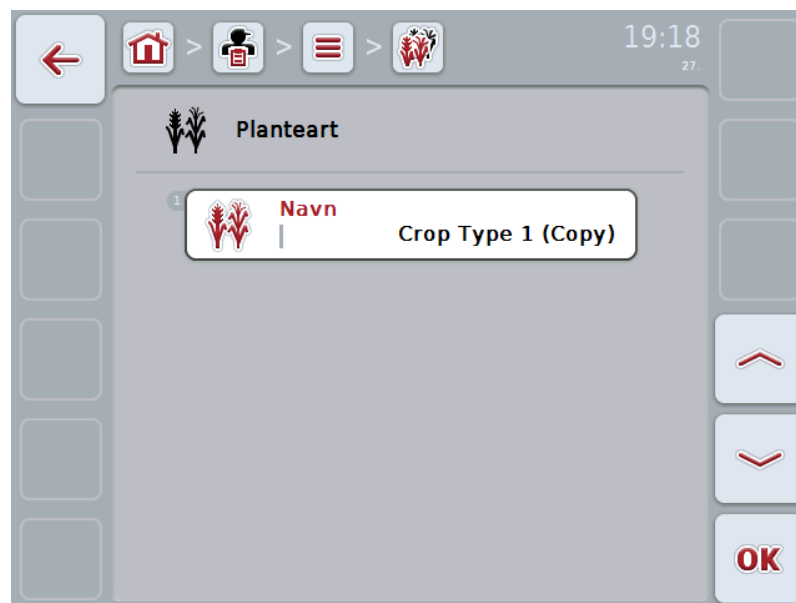 > > >
19:18
27.
Planteart
1
Navn
Crop Type 1 (Copy)
OK